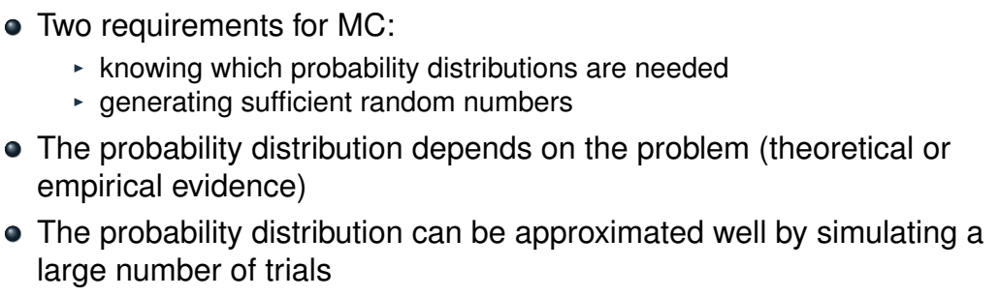 Two requirements for MC:
knowing which probability distributions are needed
generating sufficient random numbers
The probability distribution depends on the problem (theoretical or
empirical evidence)
The probability distribution can be approximated well by simulating a
large number of trials